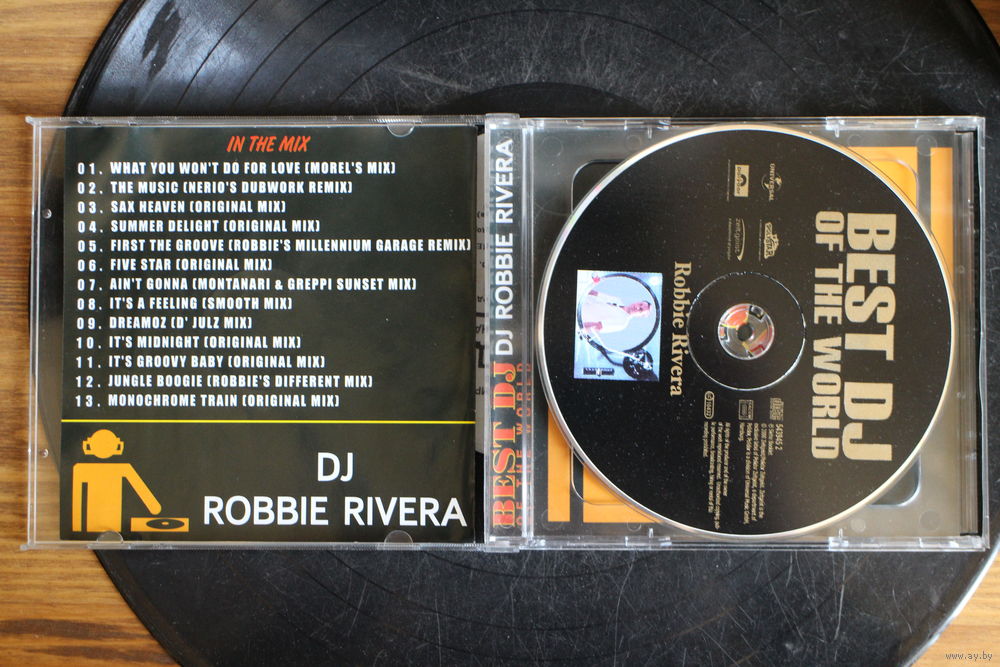 IN THE MIX
01. WHAT YOU WON'T DO FOR LOVE (MOREL'S MIX)
02. THE MUSIC (NERIO'S DUBWORK REMIX)
03. SAX HEAVEN (ORIGINAL MIX)
04. SUMMER DELIGHT (ORIGINAL MIX)
05. FIRST THE GROOVE (ROBBIE'S MILLENNIUM GARAGE REMIX)
06. FIVE STAR (ORIGINAL MIX)
07. AIN'T GONNA (MONTANARI & GREPPI SUNSET MIX)
08. IT'S A FEELING (SMOOTH MIX)
09. DREAMOZ (D' JULZ MIX)
10. IT'S MIDNIGHT (ORIGINAL MIX)
11. IT'S GROOVY BABY (ORIGINAL MIX)
12. JUNGLE BOOGIE (ROBBIE'S DIFFERENT MIX)
13. MONOCHROME TRAIN (ORIGINAL MIX)
DJ
ROBBIE RIVERA
BEST DJ DJ ROBBIE RIVERA
OF THE WORLD
BEST DJ
OF THE WORLD
UNIVERSAL
polydor
zeitgeist
Robbie Rivera
543945 2
www.ay.by